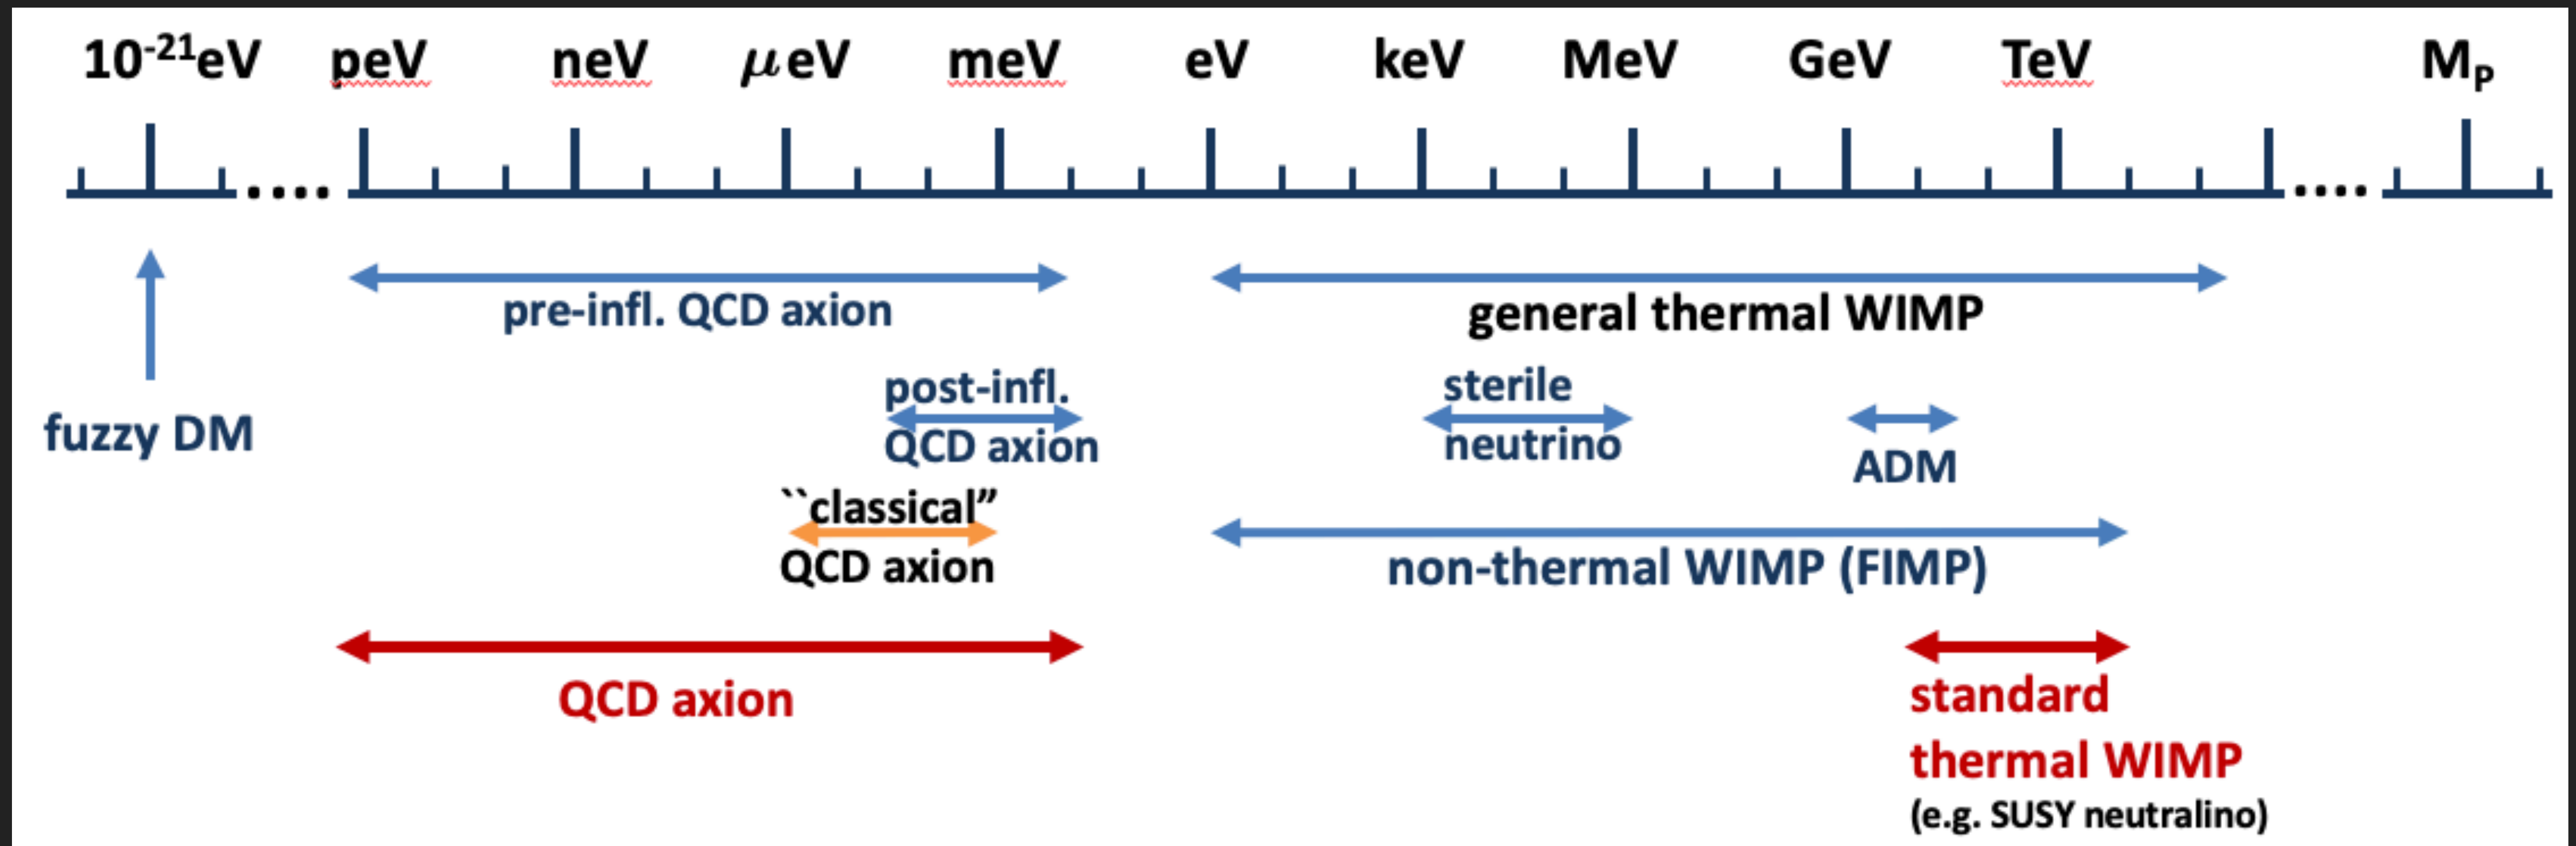 10⁻²¹eV peV neV μeV meV eV keV MeV GeV TeV Mₚ
pre-infl. QCD axion
general thermal WIMP
fuzzy DM
post-infl.
QCD axion
sterile
neutrino
ADM
``classical”
QCD axion
non-thermal WIMP (FIMP)
QCD axion
standard
thermal WIMP
(e.g. SUSY neutralino)